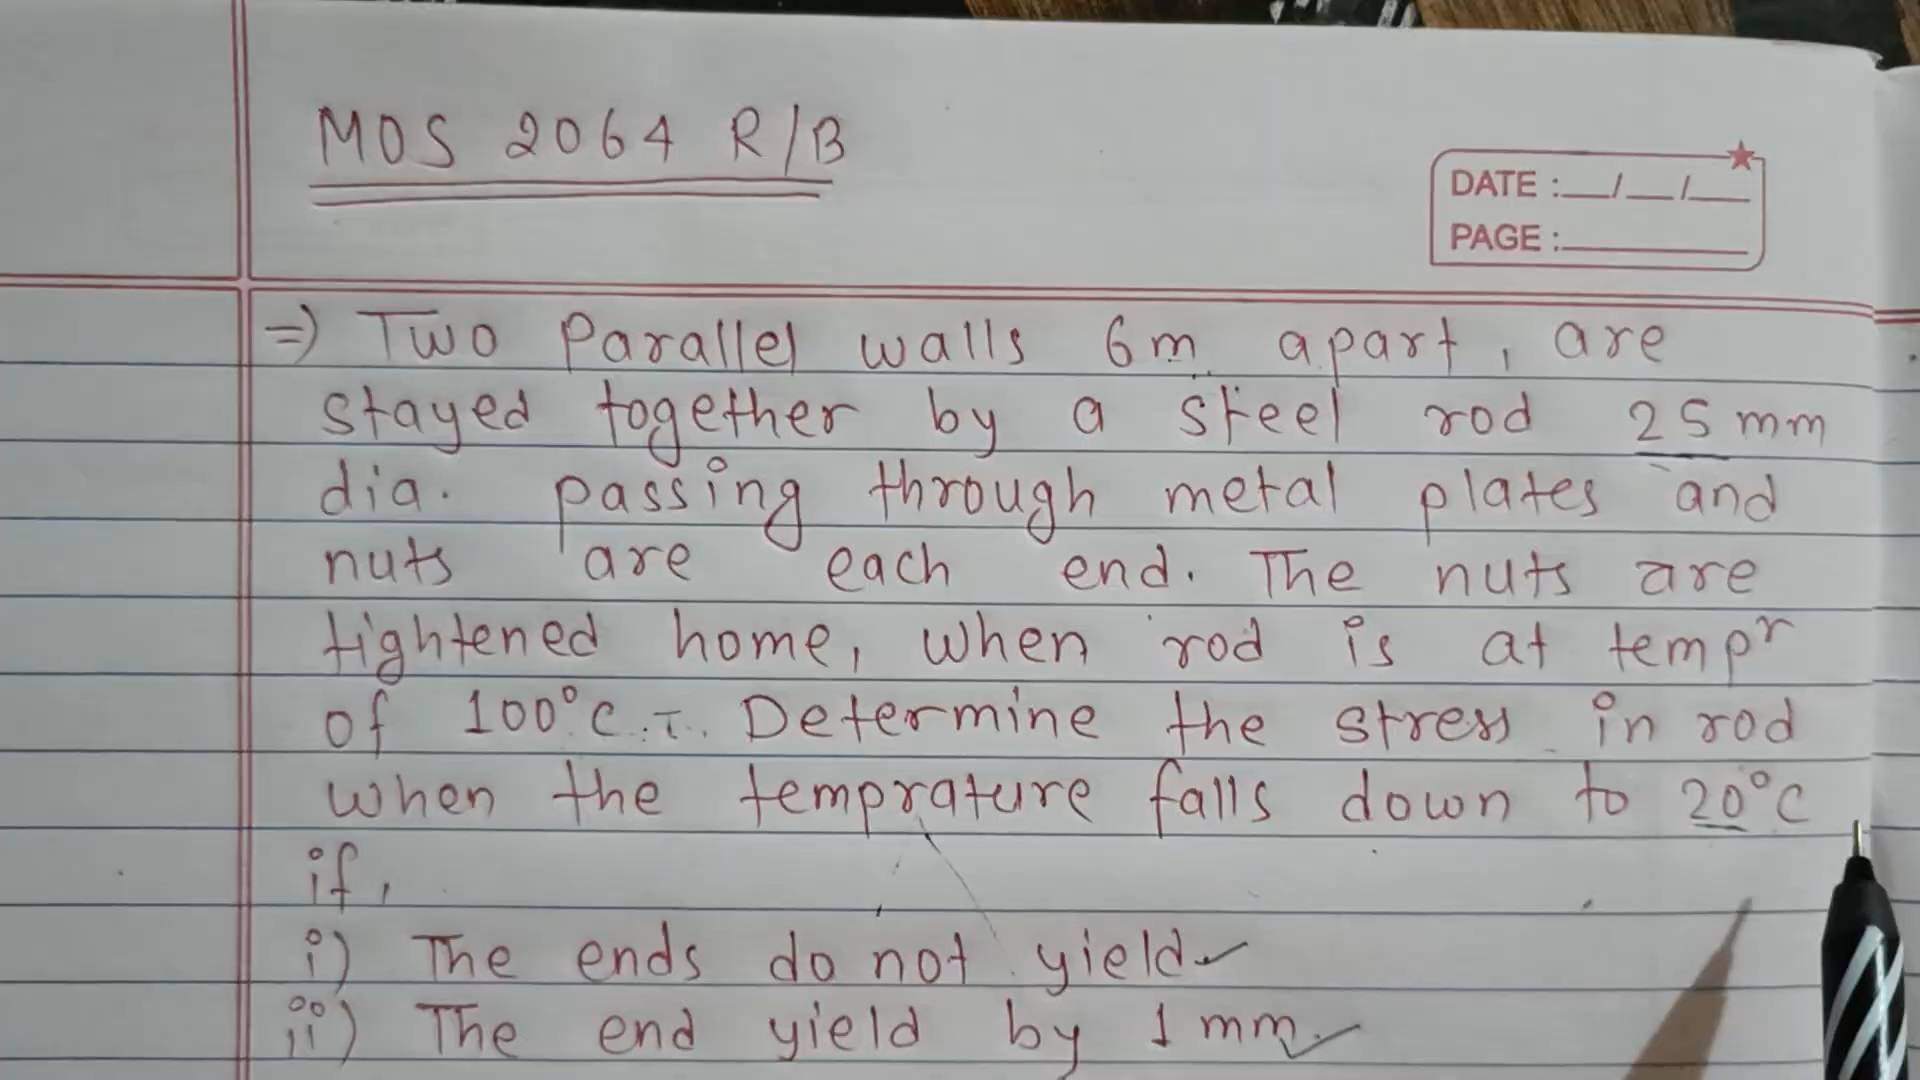 MOS 2064 R/B
DATE :__/__/__
PAGE :______
=> Two Parallel walls 6m apart, are
stayed together by a steel rod 25 mm
dia. passing through metal plates and
nuts are each end. The nuts are
tightened home, when rod is at tempr
of 100°C. Determine the stress in rod
when the temprature falls down to 20°C
if,
i) The ends do not yield
ii) The end yield by 1 mm.